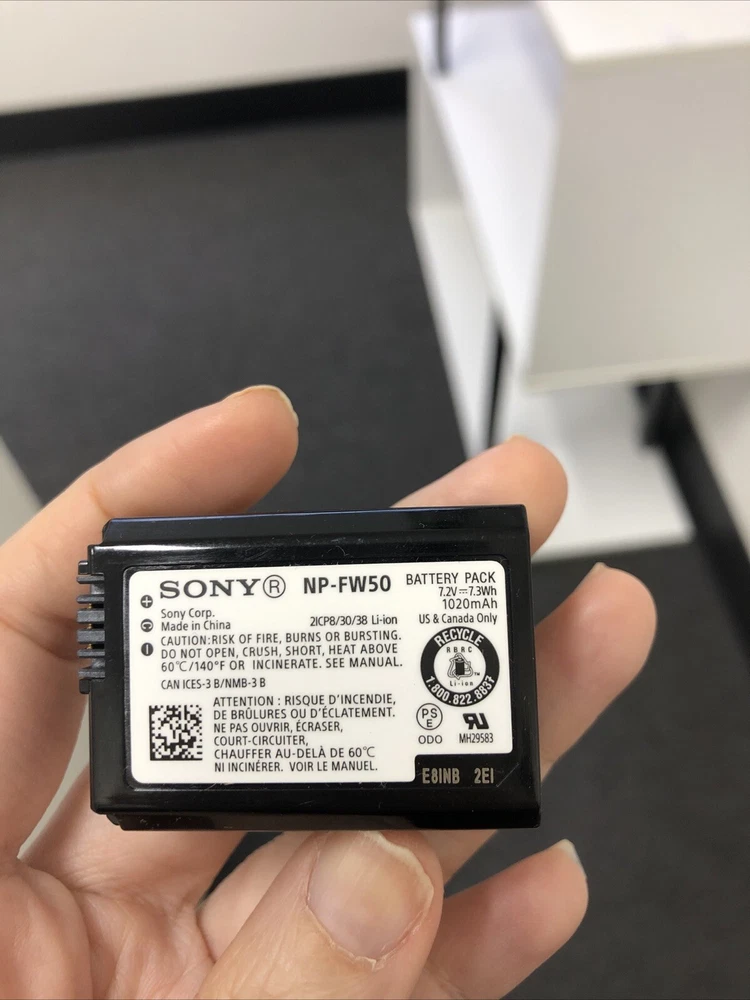 SONY® NP-FW50 BATTERY PACK
7.2V⎓7.3Wh
1020mAh
Sony Corp.
Made in China 2ICP8/30/38 Li-ion US & Canada Only
CAUTION:RISK OF FIRE, BURNS OR BURSTING.
DO NOT OPEN, CRUSH, SHORT, HEAT ABOVE
60℃/140°F OR INCINERATE. SEE MANUAL.
CAN ICES-3 B/NMB-3 B
ATTENTION : RISQUE D'INCENDIE,
DE BRÛLURES OU D'ÉCLATEMENT.
NE PAS OUVRIR, ÉCRASER,
COURT-CIRCUITER,
CHAUFFER AU-DELÀ DE 60℃
NI INCINÉRER. VOIR LE MANUEL.
RECYCLE
RBRC
Li-ion
1.800.822.8837
PS
E
ODO MH29583
E8INB 2EI